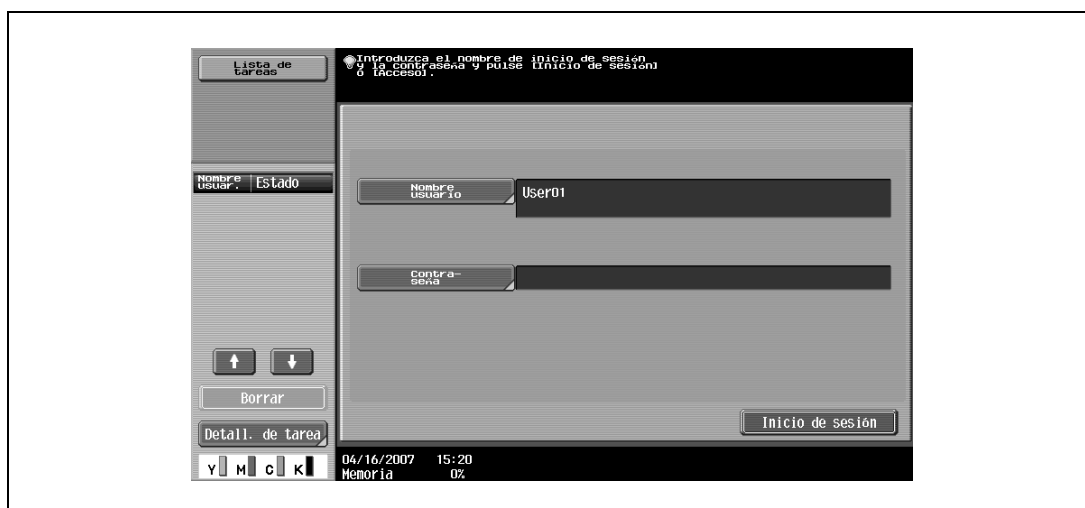 Lista de
tareas
Introduzca el nombre de inicio de sesión
y la contraseña y pulse [Inicio de sesión]
o [Acceso].
Nombre
usuar.
Estado
Nombre
usuario
User01
Contra-
seña
Borrar
Detall. de tarea
Inicio de sesión
Y M C K
04/16/2007 15:20
Memoria 0%